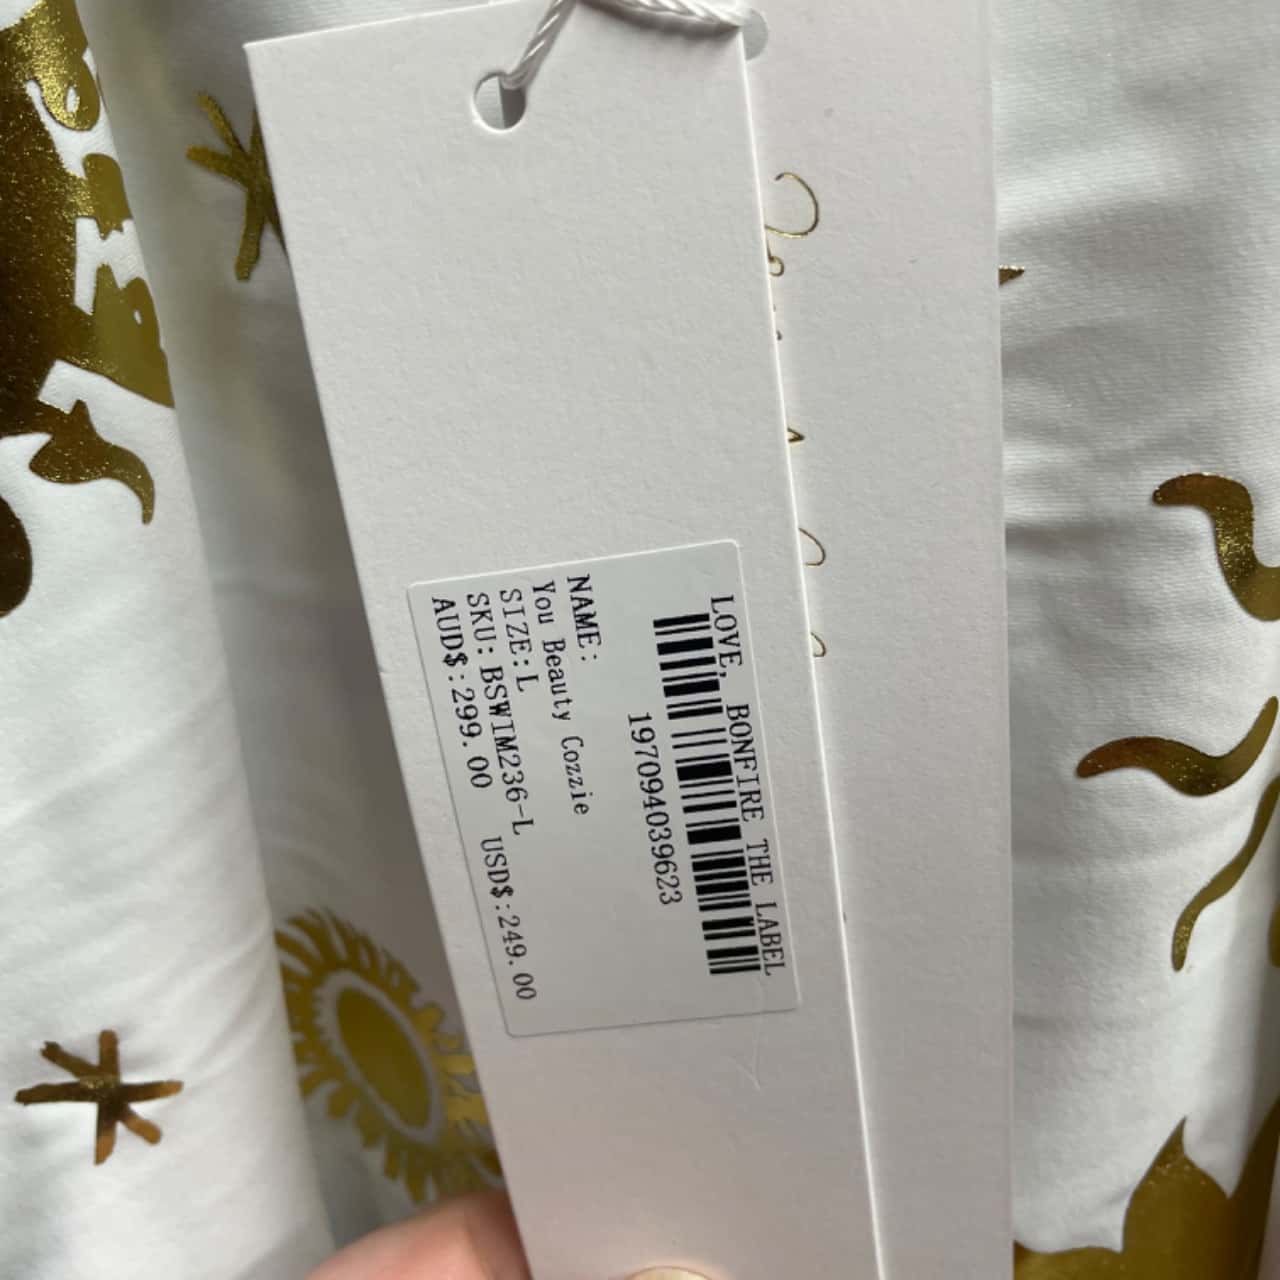 LOVE, BONFIRE THE LABEL
197094039623
NAME:
You Beauty Cozzie
SIZE:L
SKU:BSWIM236-L
AUD$:299.00 USD$:249.00